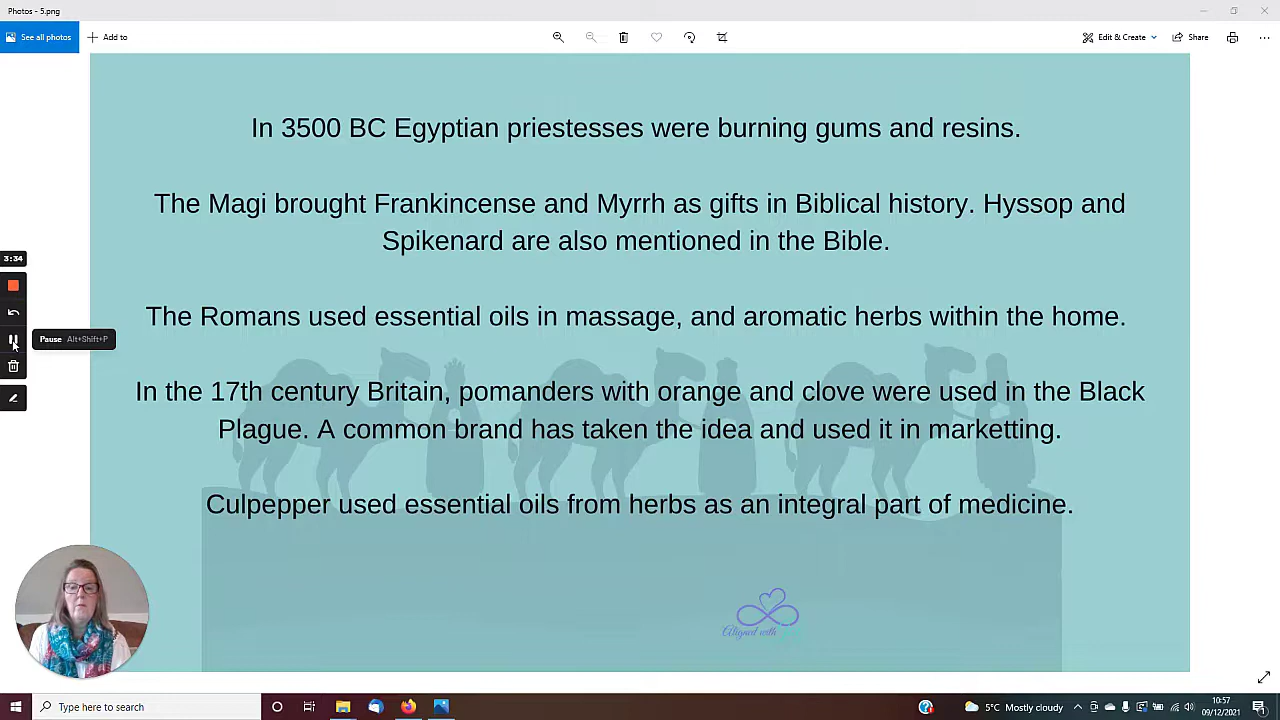 Photos - 5.png
See all photos
Add to
Edit & Create
Share
In 3500 BC Egyptian priestesses were burning gums and resins.
The Magi brought Frankincense and Myrrh as gifts in Biblical history. Hyssop and
Spikenard are also mentioned in the Bible.
3:34
The Romans used essential oils in massage, and aromatic herbs within the home.
Pause Alt+Shift+P
In the 17th century Britain, pomanders with orange and clove were used in the Black
Plague. A common brand has taken the idea and used it in marketting.
Culpepper used essential oils from herbs as an integral part of medicine.
Aligned with
Type here to search
5°C Mostly cloudy
10:57
09/12/2021